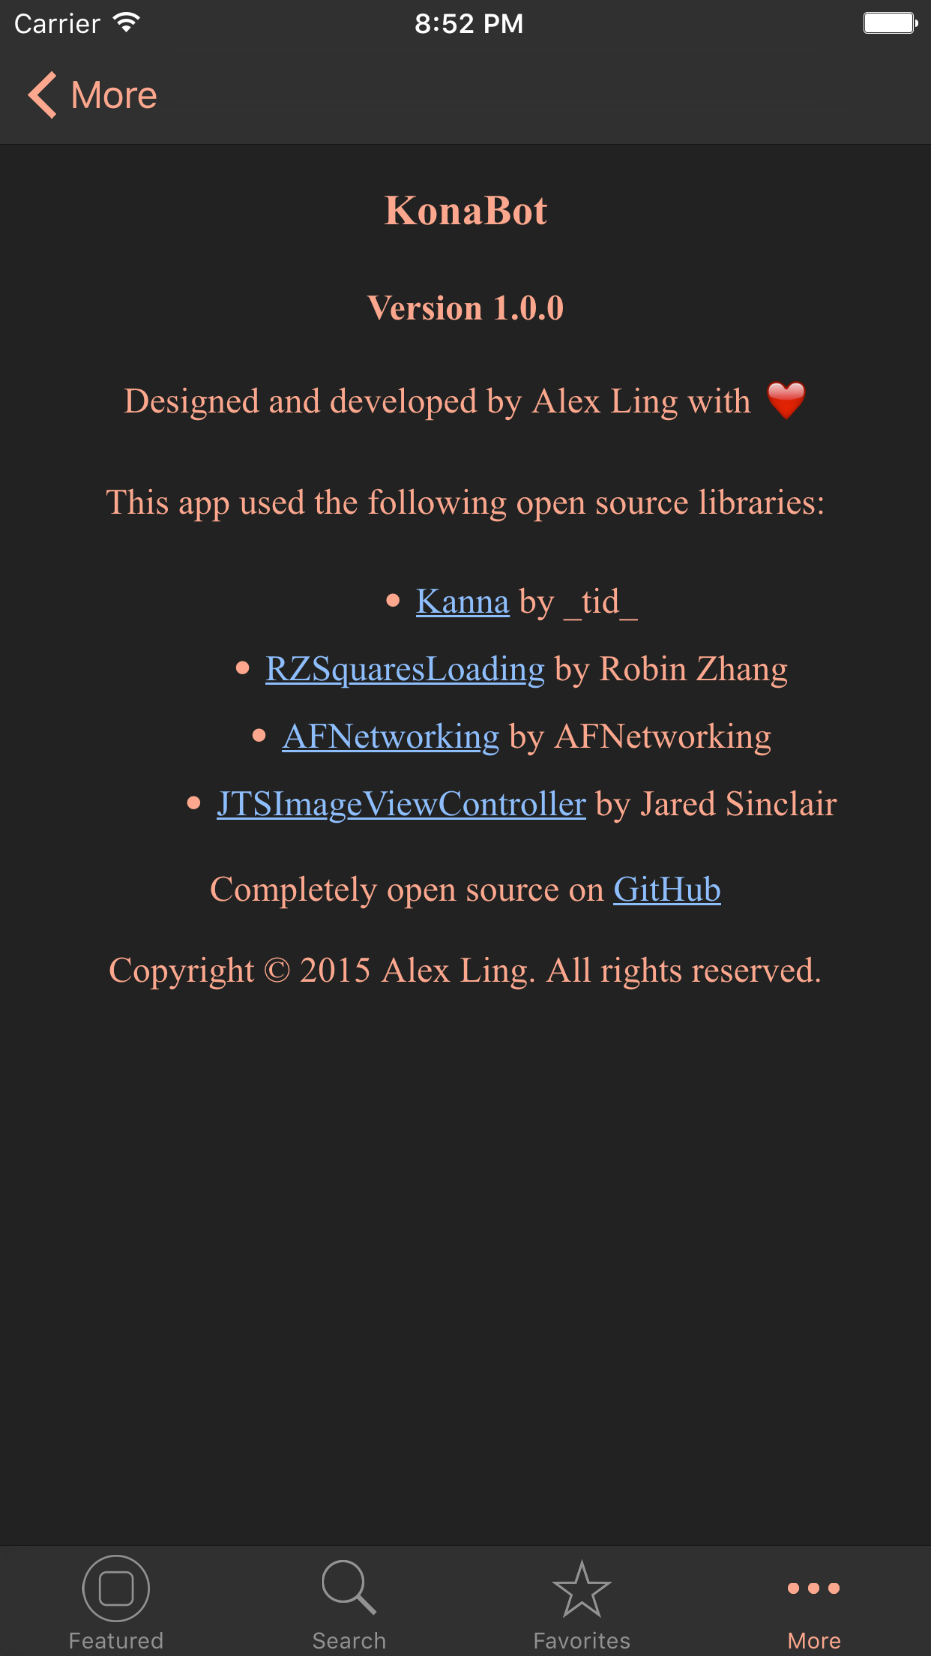 Carrier 8:52 PM
More
KonaBot
Version 1.0.0
Designed and developed by Alex Ling with ❤️
This app used the following open source libraries:
• Kanna by _tid_
• RZSquaresLoading by Robin Zhang
• AFNetworking by AFNetworking
• JTSImageViewController by Jared Sinclair
Completely open source on GitHub
Copyright © 2015 Alex Ling. All rights reserved.
Featured Search Favorites More